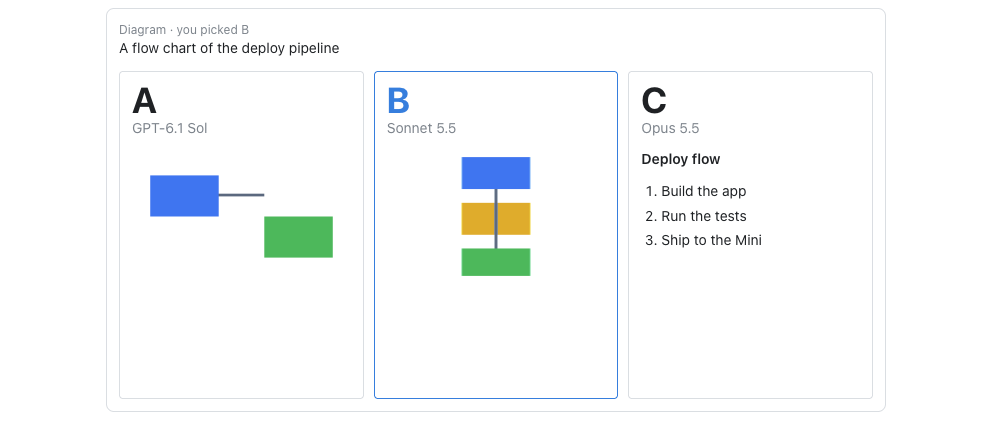 Diagram · you picked B
A flow chart of the deploy pipeline
A
GPT-6.1 Sol
B
Sonnet 5.5
C
Opus 5.5
Deploy flow
1. Build the app
2. Run the tests
3. Ship to the Mini